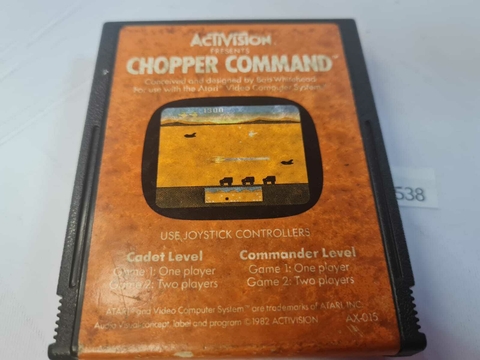 ACTIVISION
PRESENTS
CHOPPER COMMAND
Conceived and designed by Bob Whitehead
For use with the Atari Video Computer System
1500
USE JOYSTICK CONTROLLERS
Cadet Level
Game 1: One player
Game 2: Two players
Commander Level
Game 1: One player
Game 2: Two players
ATARI and Video Computer System are trademarks of ATARI, INC.
Audio visual concept, label and program © 1982 ACTIVISION
AX-015
538